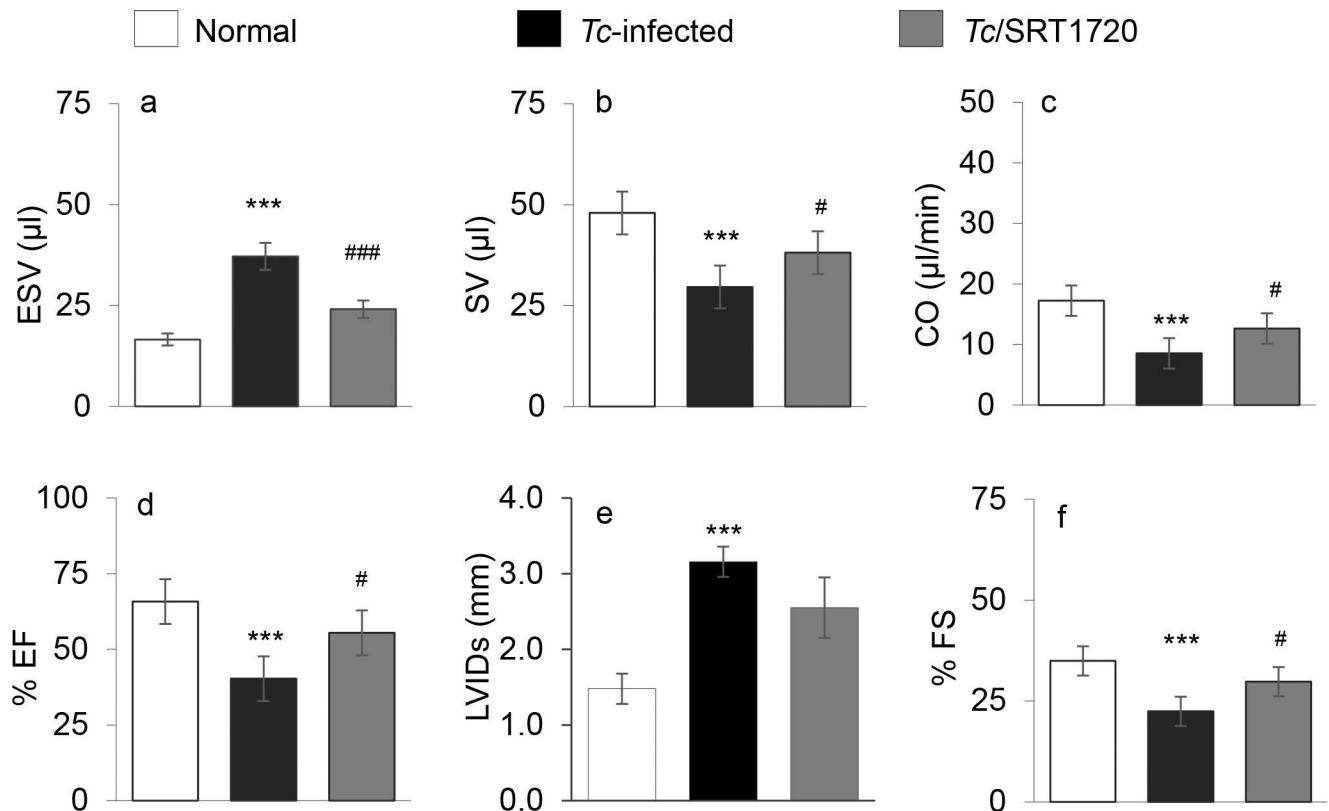 Normal
Tc-infected
Tc/SRT1720
a
ESV (µl)
75
50
25
0
***
###
b
SV (µl)
75
50
25
0
***
#
c
CO (µl/min)
50
40
30
20
10
0
***
#
d
% EF
100
75
50
25
0
***
#
e
LVIDs (mm)
4.0
3.0
2.0
1.0
0.0
***
f
% FS
75
50
25
0
***
#